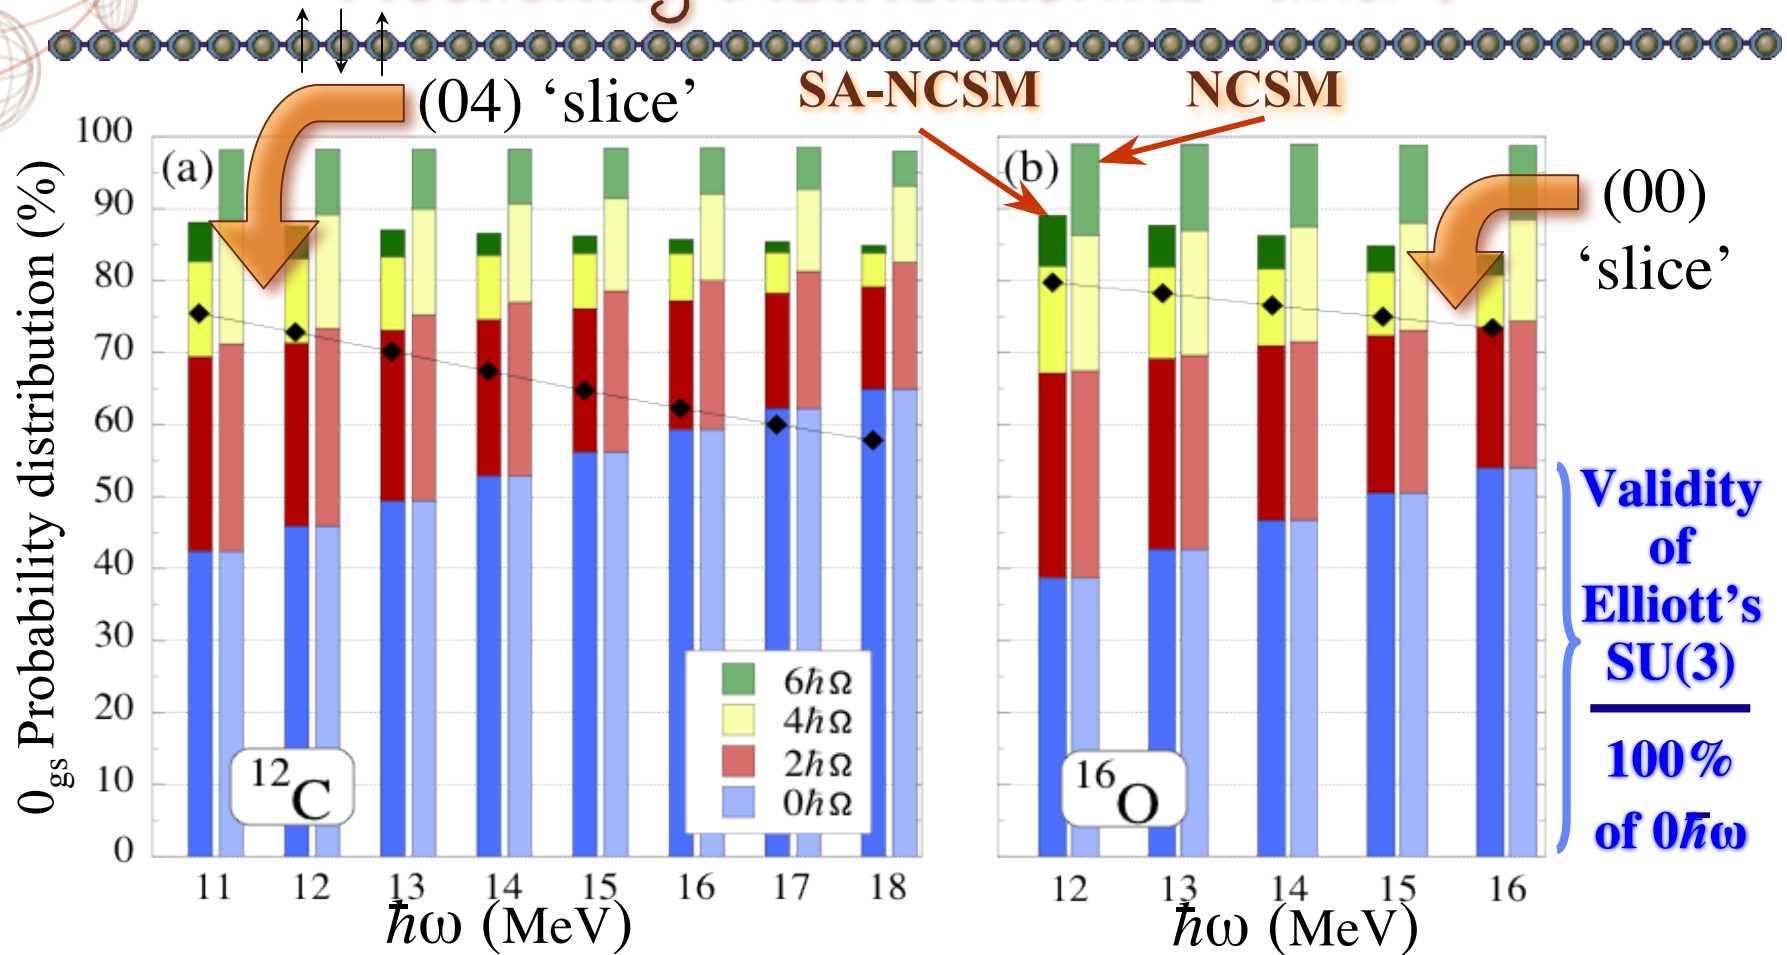 (04) ‘slice’
SA-NCSM
NCSM
(00)
‘slice’
0gs Probability distribution (%)
100
90
80
70
60
50
40
30
20
10
0
(a)
12C
6ħΩ
4ħΩ
2ħΩ
0ħΩ
11 12 13 14 15 16 17 18
ħω (MeV)
(b)
16O
12 13 14 15 16
ħω (MeV)
Validity
of
Elliott’s
SU(3)
100%
of 0ħω